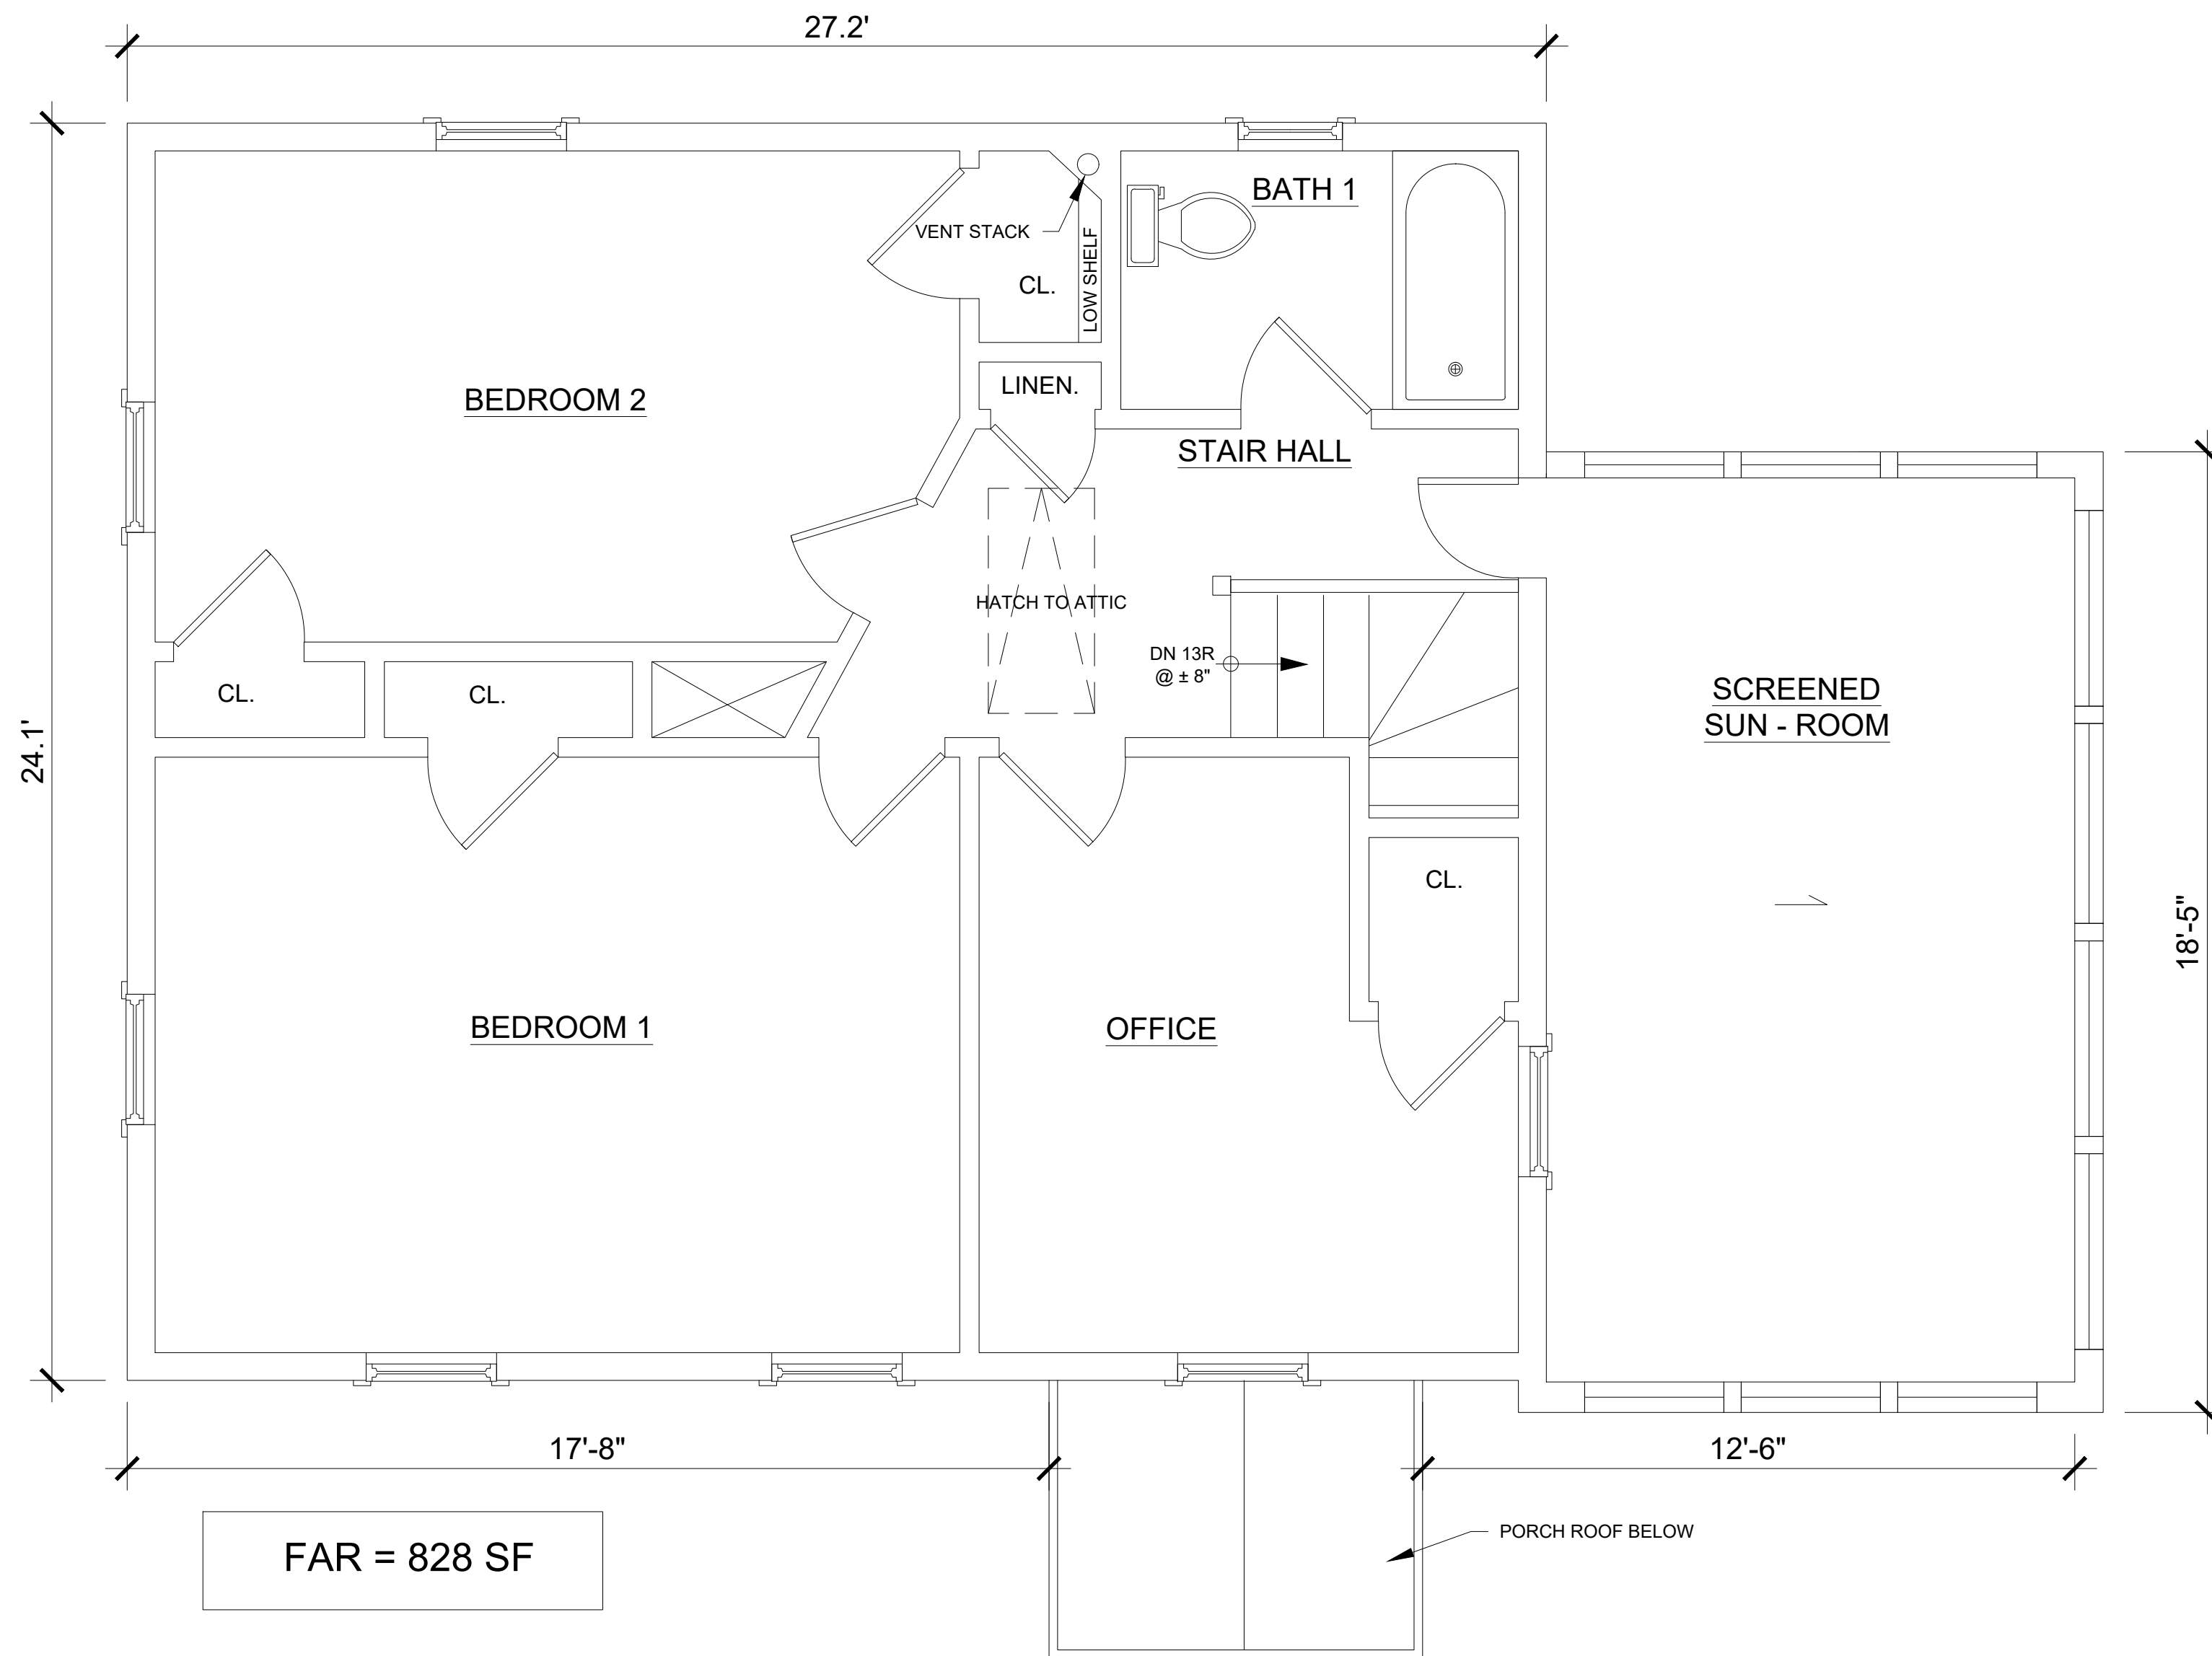 27.2'
BATH 1
VENT STACK
LOW SHELF
CL.
LINEN.
BEDROOM 2
STAIR HALL
HATCH TO ATTIC
DN 13R
@ ± 8"
CL.
CL.
SCREENED
SUN - ROOM
24.1'
CL.
18'-5"
BEDROOM 1
OFFICE
17'-8"
12'-6"
PORCH ROOF BELOW
FAR = 828 SF